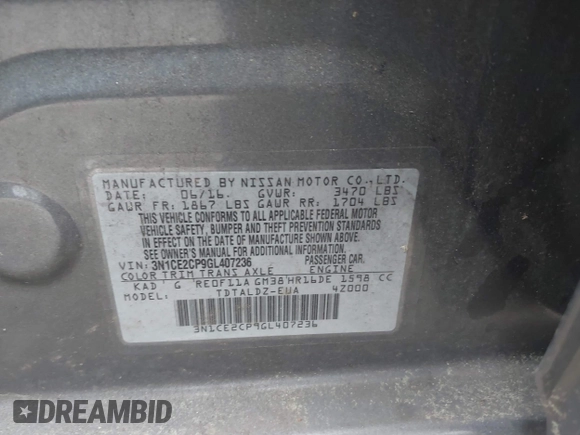 MANUFACTURED BY NISSAN MOTOR CO.,LTD.
DATE: 06/16. GVWR: 3470 LBS
GAWR FR: 1867 LBS GAWR RR: 1704 LBS
THIS VEHICLE CONFORMS TO ALL APPLICABLE FEDERAL MOTOR
VEHICLE SAFETY, BUMPER AND THEFT PREVENTION STANDARDS
IN EFFECT ON THE DATE OF MANUFACTURE SHOWN ABOVE.
SEE OWNER'S MANUAL FOR ADDITIONAL INFORMATION.
VIN: 3N1CE2CP9GL407236 PASSENGER CAR.
COLOR TRIM TRANS AXLE ENGINE
KAD G RE0F11A GM38 HR16DE 1598 CC
MODEL: TDTALDZ-EUA 4Z000
3N1CE2CP9GL407236
DREAMBID